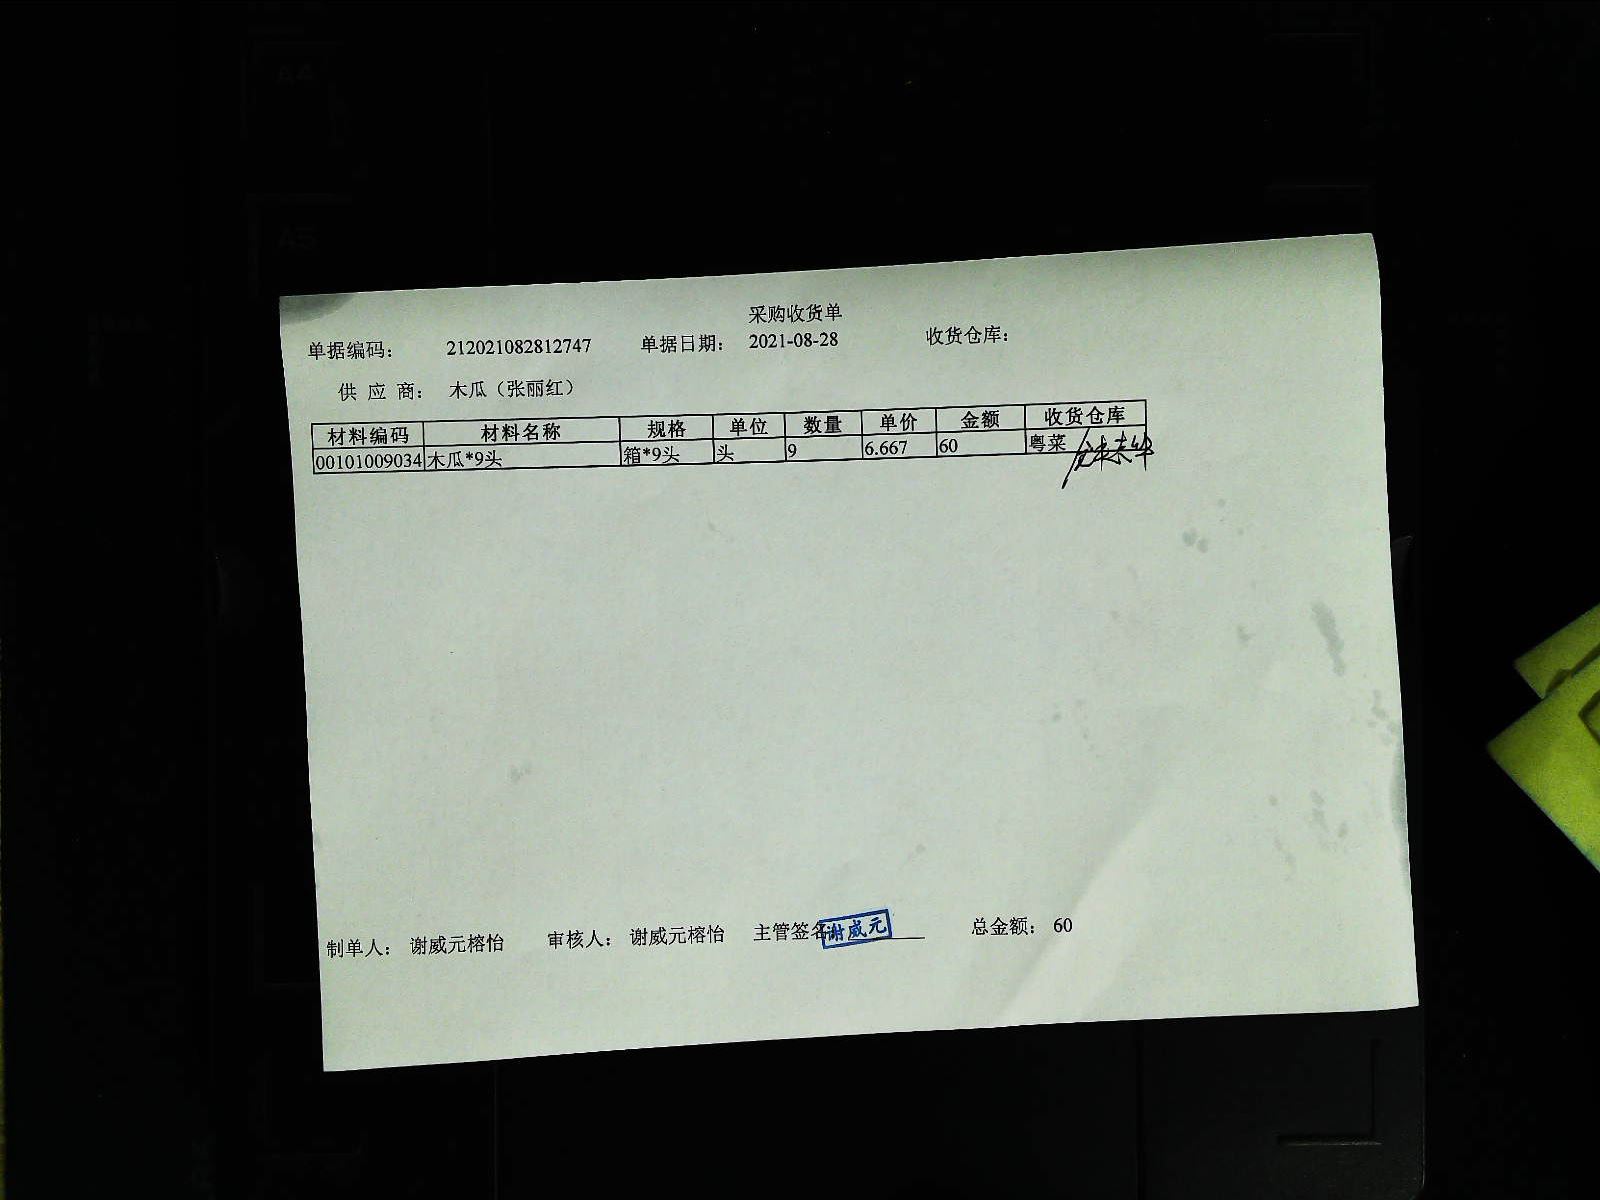 A4
A5
采购收货单
单据编码： 212021082812747 单据日期： 2021-08-28 收货仓库：
供 应 商： 木瓜（张丽红）
材料编码 材料名称 规格 单位 数量 单价 金额 收货仓库
00101009034 木瓜*9头 箱*9头 头 9 6.667 60 粤菜
制单人： 谢威元榕怡 审核人： 谢威元榕怡 主管签名 谢威元 总金额： 60